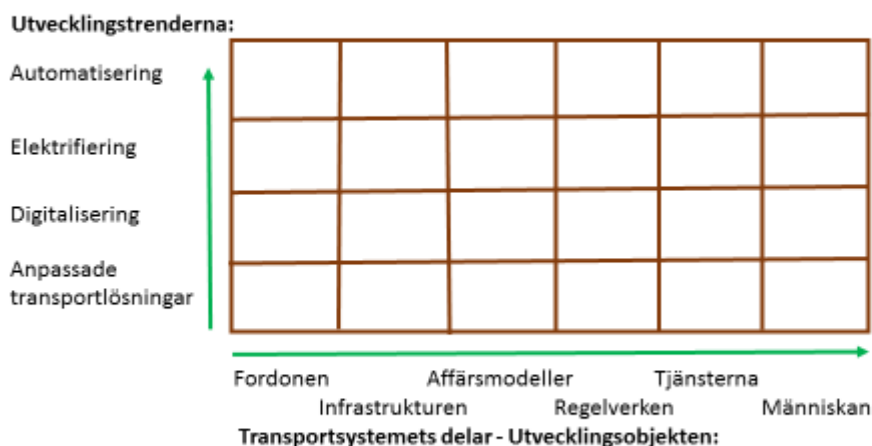 Utvecklingstrenderna:
Automatisering
Elektrifiering
Digitalisering
Anpassade
transportlösningar
Fordonen Affärsmodeller Tjänsterna
Infrastrukturen Regelverken Människan
Transportsystemets delar - Utvecklingsobjekten: